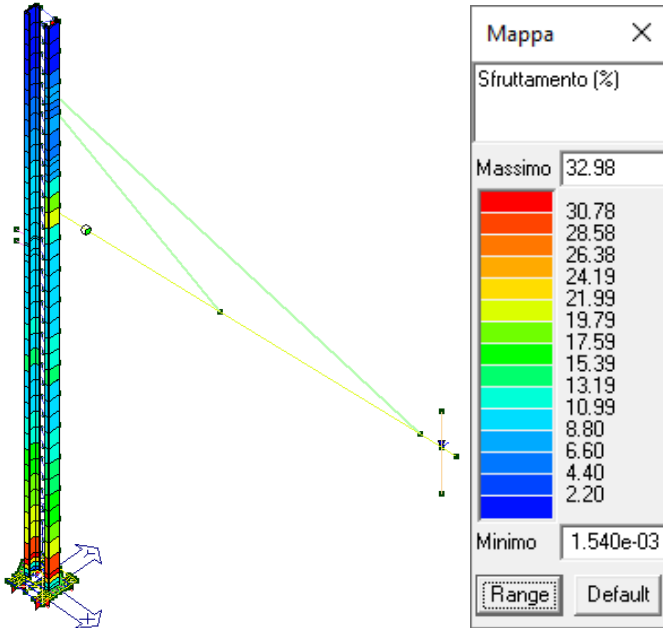 Mappa
Sfruttamento (%)
Massimo 32.98
30.78
28.58
26.38
24.19
21.99
19.79
17.59
15.39
13.19
10.99
8.80
6.60
4.40
2.20
Minimo 1.540e-03
Range Default